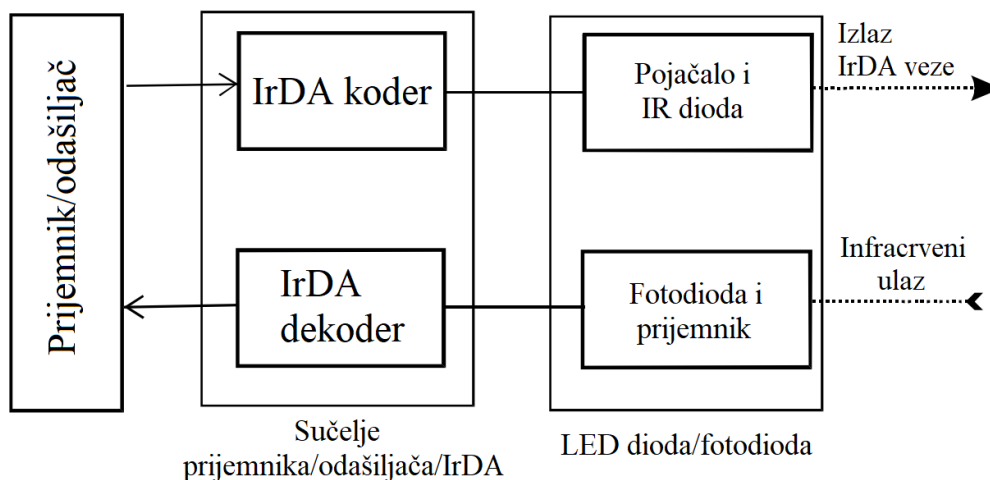 Prijemnik/odašiljač
IrDA koder
Pojačalo i
IR dioda
Izlaz
IrDA veze
IrDA
dekoder
Fotodioda i
prijemnik
Infracrveni
ulaz
Sučelje
prijemnika/odašiljača/IrDA
LED dioda/fotodioda